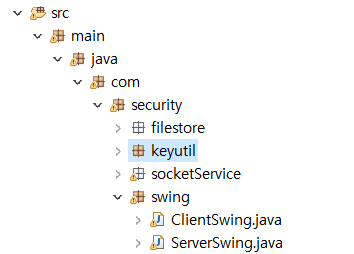 src
main
java
com
security
filestore
keyutil
socketService
swing
ClientSwing.java
ServerSwing.java